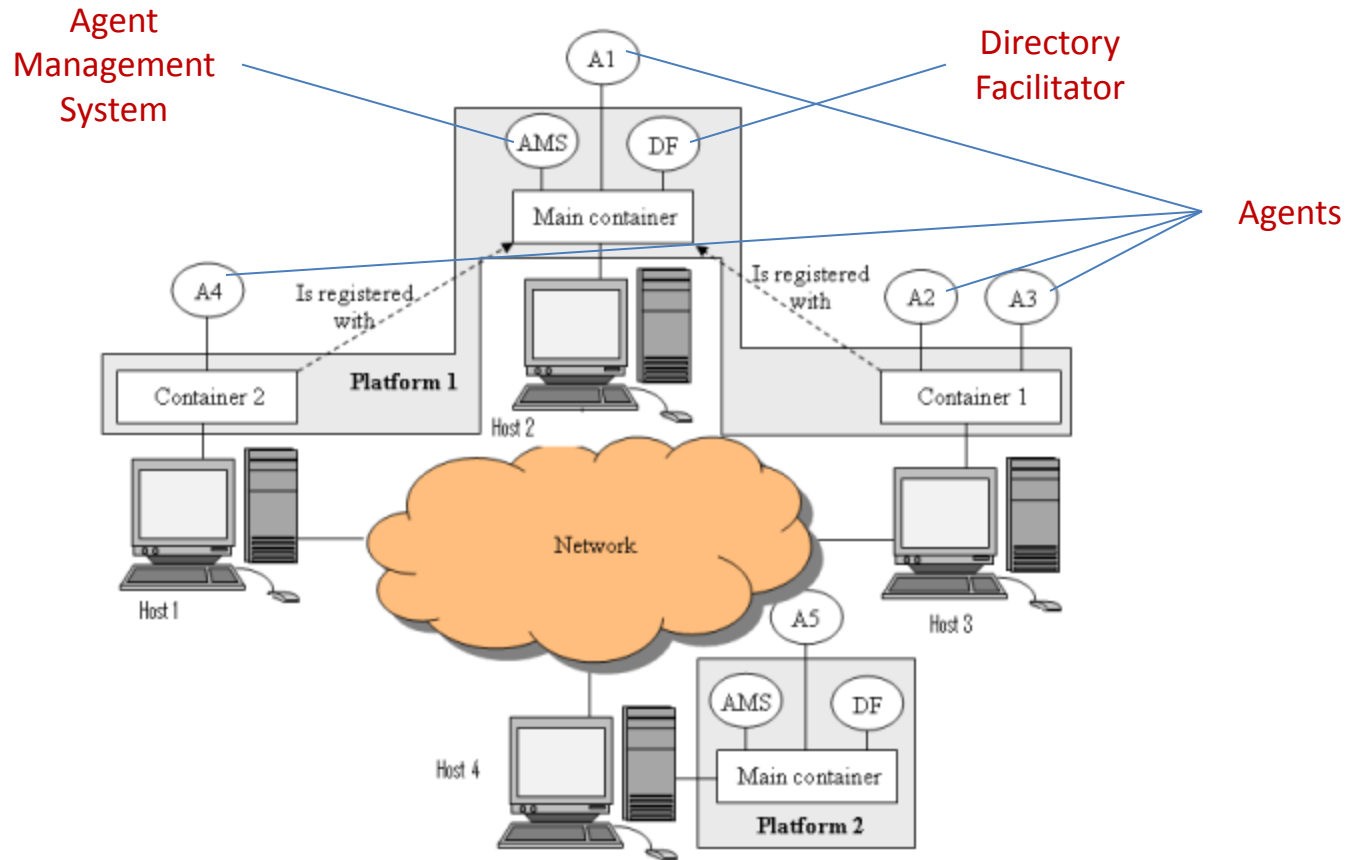 Agent
Management
System
A1
Directory
Facilitator
AMS
DF
Main container
Agents
A4
Is registered
with
Is registered
with
A2
A3
Container 2
Platform 1
Container 1
Host 2
Network
Host 1
A5
Host 3
AMS
DF
Host 4
Main container
Platform 2